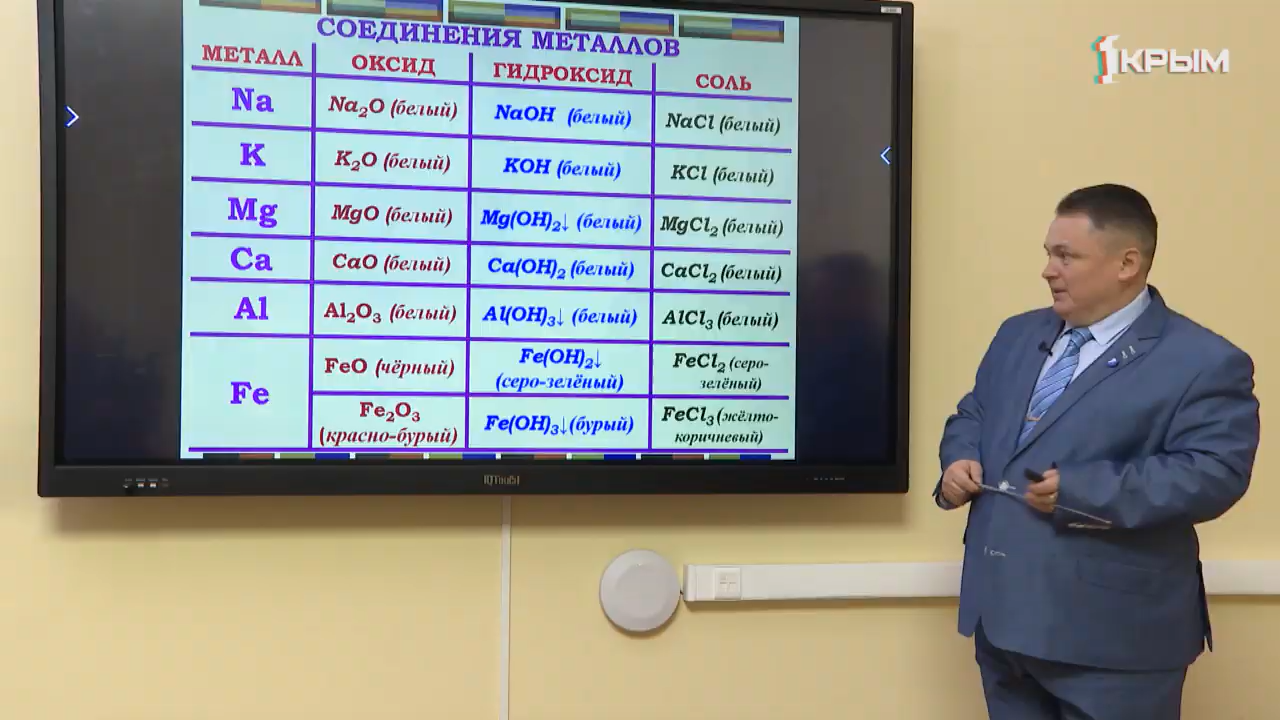 СОЕДИНЕНИЯ МЕТАЛЛОВ
МЕТАЛЛ ОКСИД ГИДРОКСИД СОЛЬ
Na Na₂O (белый) NaOH (белый) NaCl (белый)
K K₂O (белый) KOH (белый) KCl (белый)
Mg MgO (белый) Mg(OH)₂↓ (белый) MgCl₂ (белый)
Ca CaO (белый) Ca(OH)₂ (белый) CaCl₂ (белый)
Al Al₂O₃ (белый) Al(OH)₃↓ (белый) AlCl₃ (белый)
Fe
FeO (чёрный)
Fe(OH)₂↓
(серо-зелёный)
FeCl₂ (серо-
зелёный)
Fe₂O₃
(красно-бурый)
Fe(OH)₃↓ (бурый)
FeCl₃ (жёлто-
коричневый)
IQTouch
1КРЫМ